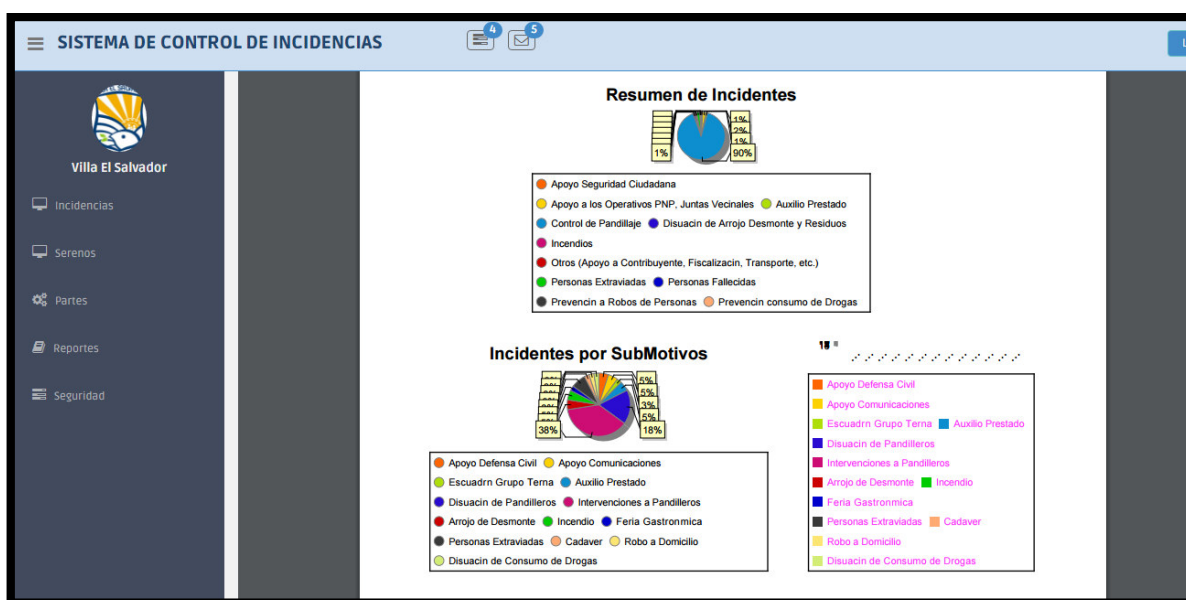 SISTEMA DE CONTROL DE INCIDENCIAS
4
5
Villa El Salvador
Incidencias
Serenos
Partes
Reportes
Seguridad
Resumen de Incidentes
1%
2%
1%
1%
90%
Apoyo Seguridad Ciudadana
Apoyo a los Operativos PNP, Juntas Vecinales Auxilio Prestado
Control de Pandillaje Disuacin de Arrojo Desmonte y Residuos
Incendios
Otros (Apoyo a Contribuyente, Fiscalizacin, Transporte, etc.)
Personas Extraviadas Personas Fallecidas
Prevencin a Robos de Personas Prevencin consumo de Drogas
Incidentes por SubMotivos
5%
5%
3%
5%
38%
18%
Apoyo Defensa Civil Apoyo Comunicaciones
Escuadrn Grupo Terna Auxilio Prestado
Disuacin de Pandilleros Intervenciones a Pandilleros
Arrojo de Desmonte Incendio Feria Gastronmica
Personas Extraviadas Cadaver Robo a Domicilio
Disuacin de Consumo de Drogas
Apoyo Defensa Civil
Apoyo Comunicaciones
Escuadrn Grupo Terna Auxilio Prestado
Disuacin de Pandilleros
Intervenciones a Pandilleros
Arrojo de Desmonte Incendio
Feria Gastronmica
Personas Extraviadas Cadaver
Robo a Domicilio
Disuacin de Consumo de Drogas